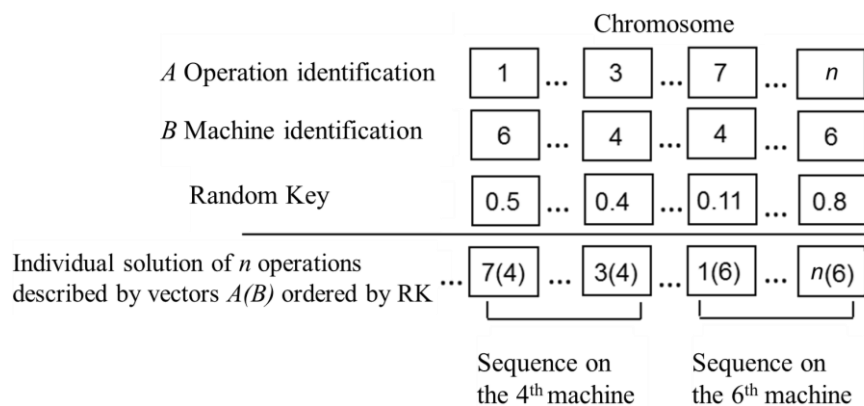 Chromosome
A Operation identification 1 ... 3 ... 7 ... n
B Machine identification 6 ... 4 ... 4 ... 6
Random Key 0.5 ... 0.4 ... 0.11 ... 0.8
Individual solution of n operations
described by vectors A(B) ordered by RK ... 7(4) ... 3(4) ... 1(6) ... n(6)
Sequence on
the 4th machine
Sequence on
the 6th machine